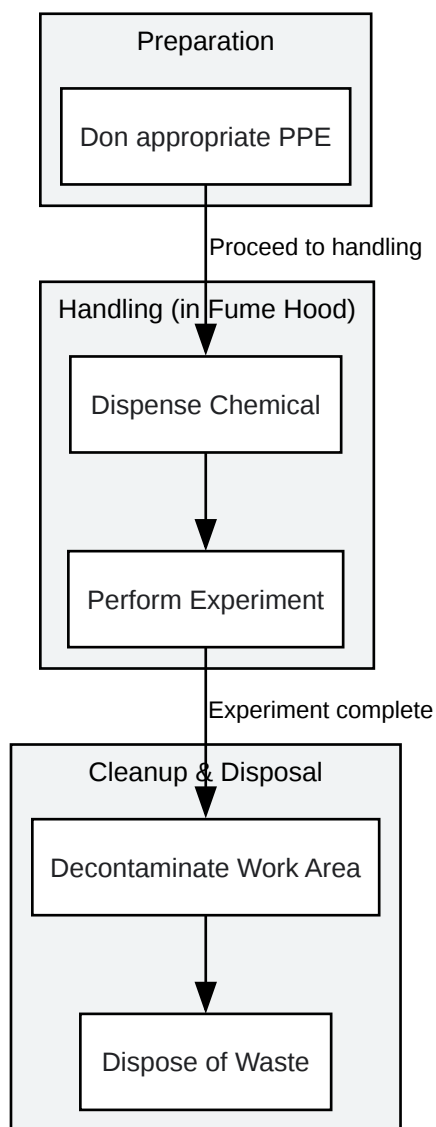 Preparation
Don appropriate PPE
Proceed to handling
Handling (in Fume Hood)
Dispense Chemical
Perform Experiment
Experiment complete
Cleanup & Disposal
Decontaminate Work Area
Dispose of Waste